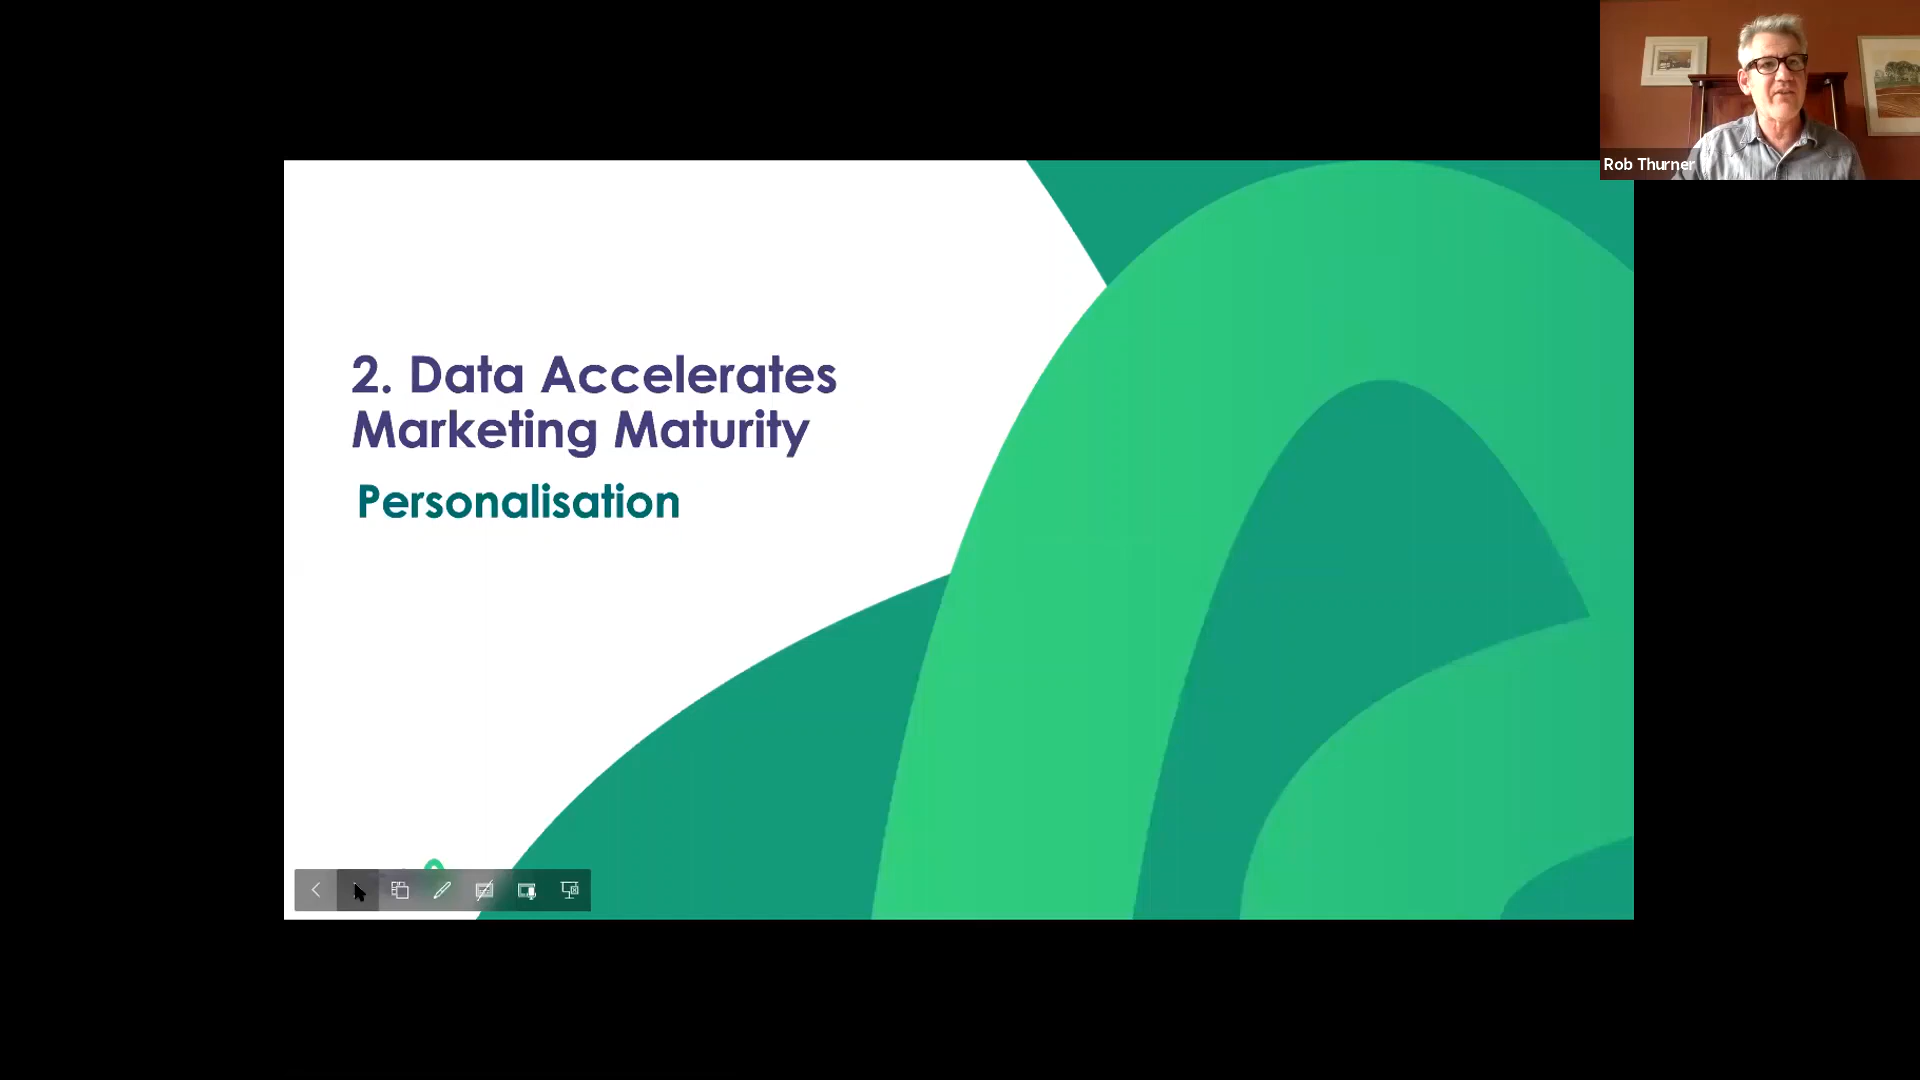 Rob Thurner
2. Data Accelerates
Marketing Maturity
Personalisation